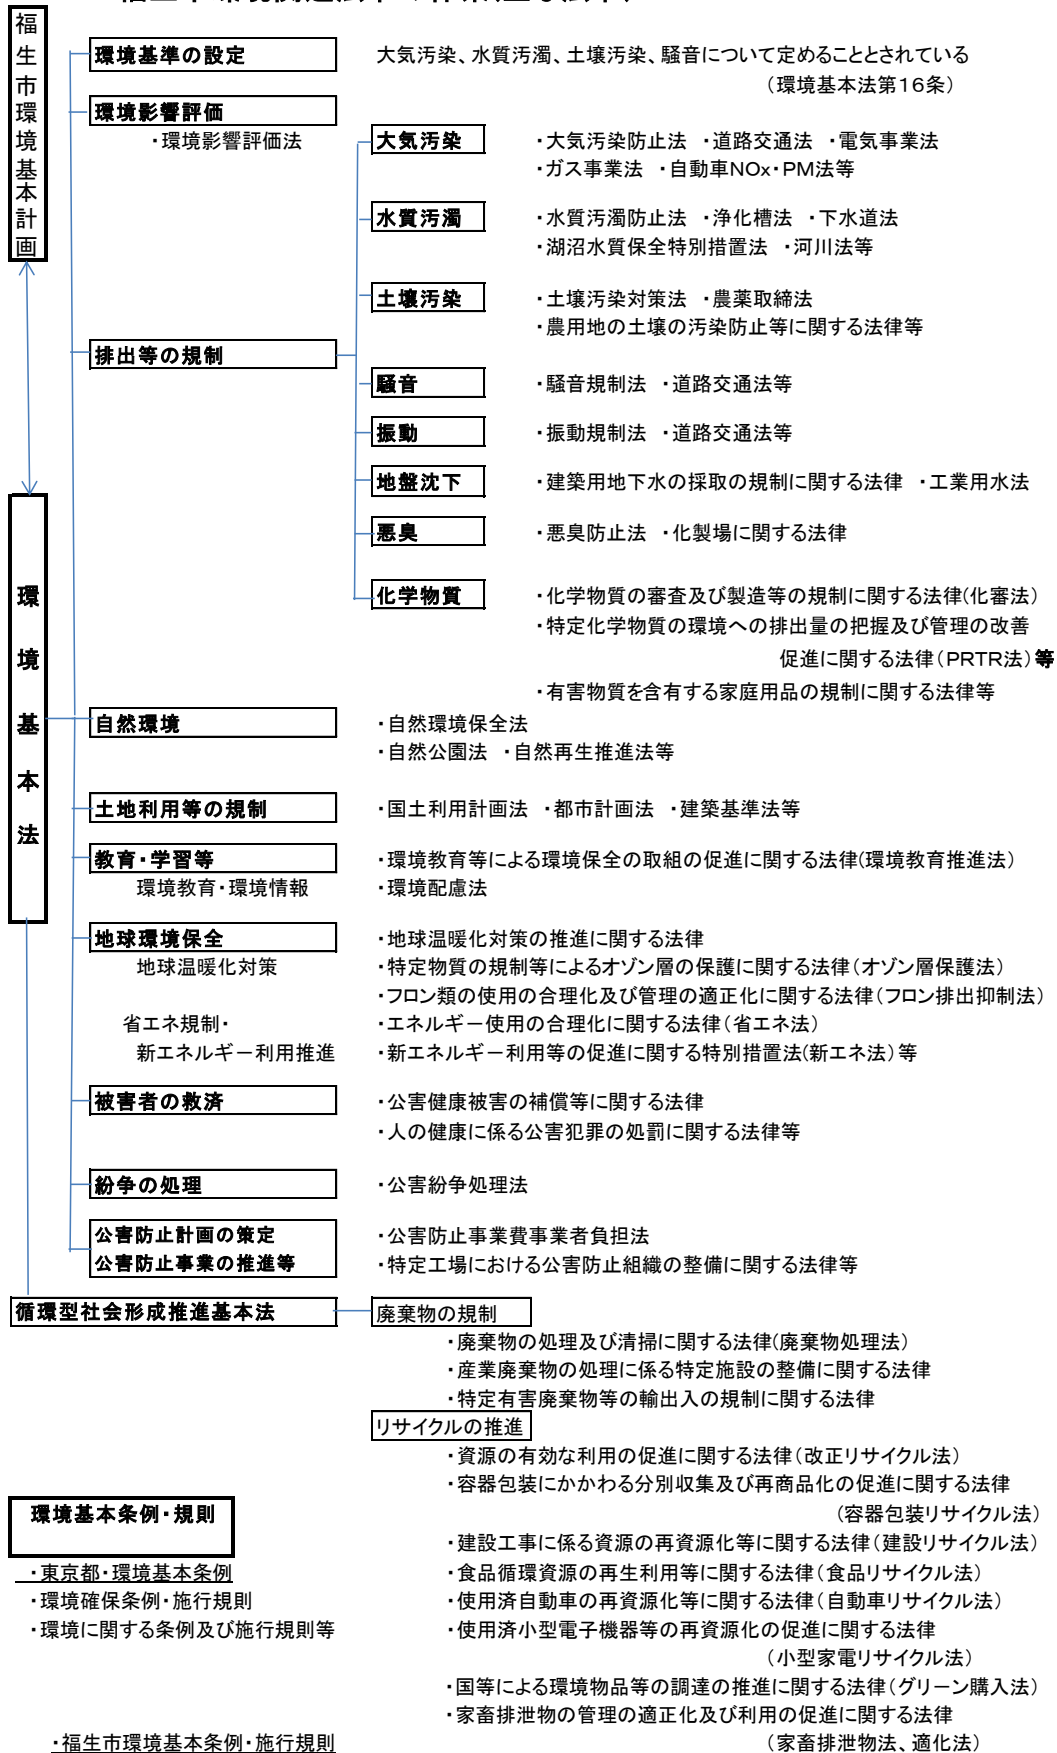 福生市環境基本計画
環境基準の設定
大気汚染、水質汚濁、土壌汚染、騒音について定めることとされている
（環境基本法第16条）
環境影響評価
・環境影響評価法
大気汚染
・大気汚染防止法 ・道路交通法 ・電気事業法
・ガス事業法 ・自動車NOx・PM法等
水質汚濁
・水質汚濁防止法 ・浄化槽法 ・下水道法
・湖沼水質保全特別措置法 ・河川法等
土壌汚染
・土壌汚染対策法 ・農薬取締法
・農用地の土壌の汚染防止等に関する法律等
排出等の規制
騒音
・騒音規制法 ・道路交通法等
振動
・振動規制法 ・道路交通法等
地盤沈下
・建築用地下水の採取の規制に関する法律 ・工業用水法
悪臭
・悪臭防止法 ・化製場に関する法律
環境基本法
化学物質
・化学物質の審査及び製造等の規制に関する法律(化審法)
・特定化学物質の環境への排出量の把握及び管理の改善
促進に関する法律（PRTR法）等
・有害物質を含有する家庭用品の規制に関する法律等
自然環境
・自然環境保全法
・自然公園法 ・自然再生推進法等
土地利用等の規制
・国土利用計画法 ・都市計画法 ・建築基準法等
教育・学習等
・環境教育等による環境保全の取組の促進に関する法律(環境教育推進法)
環境教育・環境情報
・環境配慮法
地球環境保全
・地球温暖化対策の推進に関する法律
地球温暖化対策
・特定物質の規制等によるオゾン層の保護に関する法律（オゾン層保護法）
・フロン類の使用の合理化及び管理の適正化に関する法律（フロン排出抑制法）
省エネ規制・
・エネルギー使用の合理化に関する法律（省エネ法）
新エネルギー利用推進
・新エネルギー利用等の促進に関する特別措置法(新エネ法）等
被害者の救済
・公害健康被害の補償等に関する法律
・人の健康に係る公害犯罪の処罰に関する法律等
紛争の処理
・公害紛争処理法
公害防止計画の策定
公害防止事業の推進等
・公害防止事業費事業者負担法
・特定工場における公害防止組織の整備に関する法律等
循環型社会形成推進基本法
廃棄物の規制
・廃棄物の処理及び清掃に関する法律(廃棄物処理法)
・産業廃棄物の処理に係る特定施設の整備に関する法律
・特定有害廃棄物等の輸出入の規制に関する法律
リサイクルの推進
・資源の有効な利用の促進に関する法律（改正リサイクル法）
・容器包装にかかわる分別収集及び再商品化の促進に関する法律
（容器包装リサイクル法）
・建設工事に係る資源の再資源化等に関する法律（建設リサイクル法）
・食品循環資源の再生利用等に関する法律（食品リサイクル法）
・使用済自動車の再資源化等に関する法律（自動車リサイクル法）
・使用済小型電子機器等の再資源化の促進に関する法律
（小型家電リサイクル法）
・国等による環境物品等の調達の推進に関する法律（グリーン購入法）
・家畜排泄物の管理の適正化及び利用の促進に関する法律
（家畜排泄物法、適化法）
環境基本条例・規則
・東京都・環境基本条例
・環境確保条例・施行規則
・環境に関する条例及び施行規則等
・福生市環境基本条例・施行規則